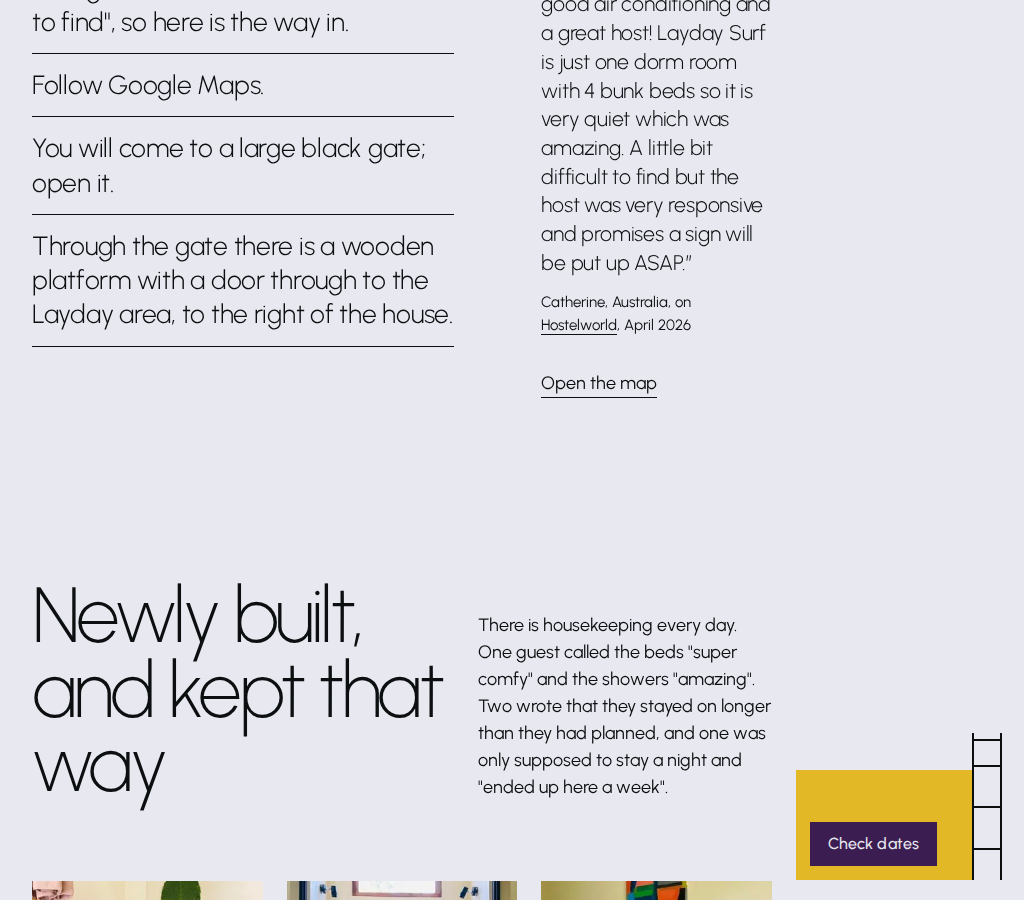 to find", so here is the way in.
Follow Google Maps.
You will come to a large black gate;
open it.
Through the gate there is a wooden
platform with a door through to the
Layday area, to the right of the house.
good air conditioning and
a great host! Layday Surf
is just one dorm room
with 4 bunk beds so it is
very quiet which was
amazing. A little bit
difficult to find but the
host was very responsive
and promises a sign will
be put up ASAP.”
Catherine, Australia, on
Hostelworld, April 2026
Open the map
Newly built,
and kept that
way
There is housekeeping every day.
One guest called the beds "super
comfy" and the showers "amazing".
Two wrote that they stayed on longer
than they had planned, and one was
only supposed to stay a night and
"ended up here a week".
Check dates